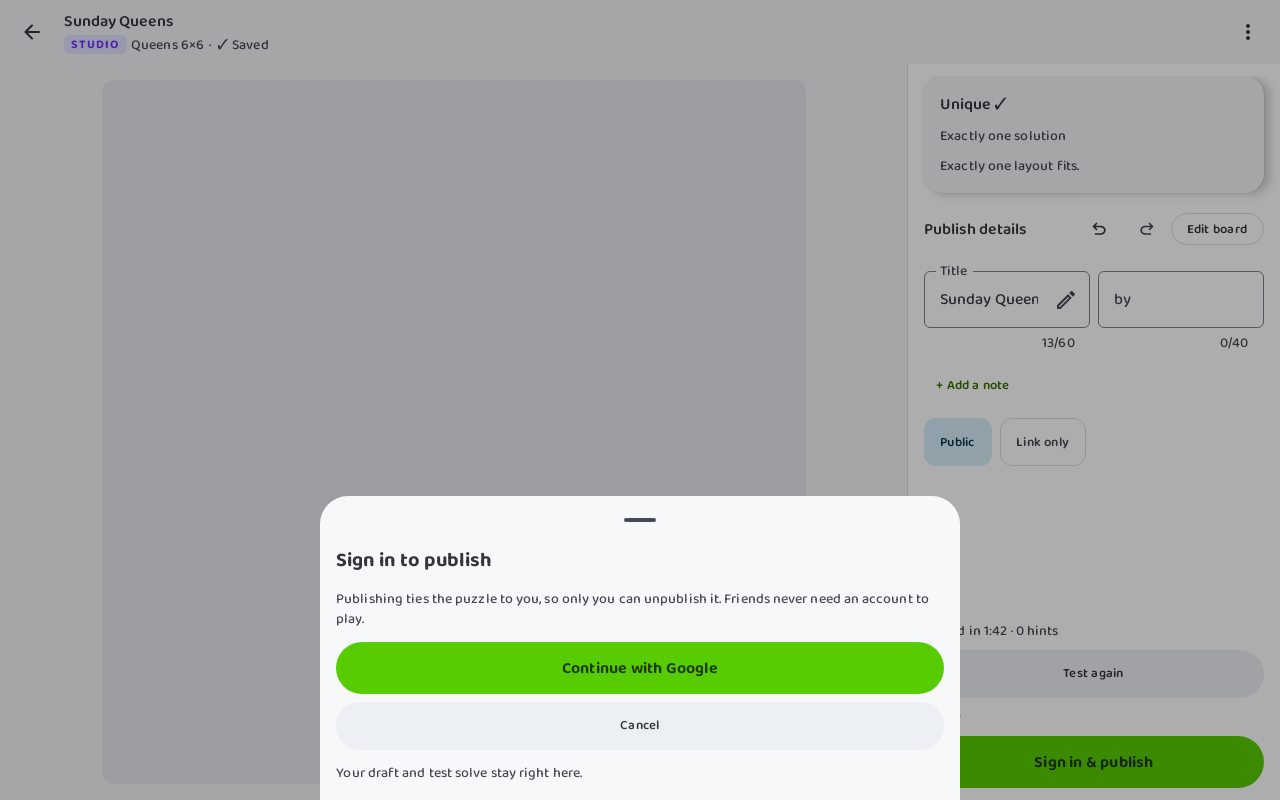 Sunday Queens
STUDIO Queens 6×6 · ✓ Saved
Unique ✓
Exactly one solution
Exactly one layout fits.
Publish details
Edit board
Title
Sunday Queen
by
13/60
0/40
+ Add a note
Public
Link only
Sign in to publish
Publishing ties the puzzle to you, so only you can unpublish it. Friends never need an account to
play.
Continue with Google
Cancel
Your draft and test solve stay right here.
in 1:42 · 0 hints
Test again
Sign in & publish